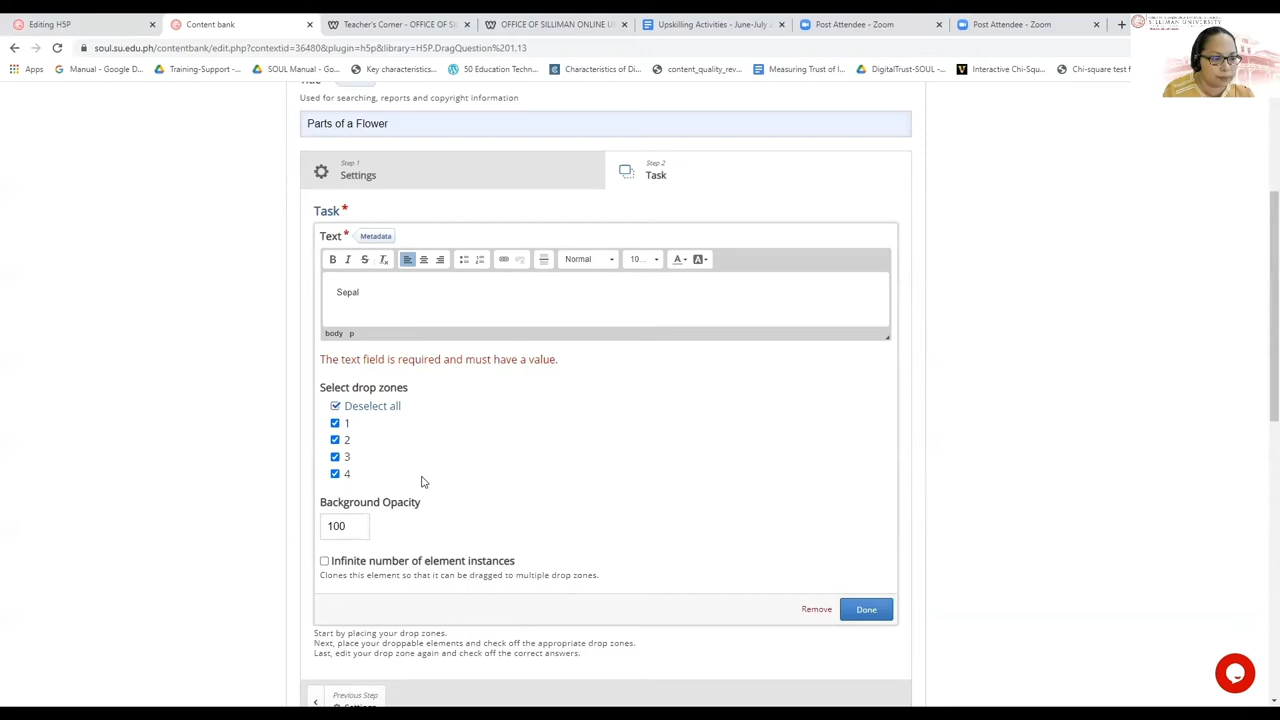 Editing H5P
Content bank
Teacher's Corner - OFFICE OF SI
OFFICE OF SILLIMAN ONLINE UN
Upskilling Activities - June-July
Post Attendee - Zoom
Post Attendee - Zoom
soul.su.edu.ph/contentbank/edit.php?contextid=36480&plugin=h5p&library=H5P.DragQuestion%201.13
Apps
Manual - Google D...
Training-Support -...
SOUL Manual - Go...
Key characteristics...
50 Education Techn...
Characteristics of Di...
content_quality_rev...
Measuring Trust of I...
DigitalTrust-SOUL -...
Interactive Chi-Squ...
Chi-square test f
SILLIMAN UNIVERSITY
Used for searching, reports and copyright information
Parts of a Flower
Step 1
Settings
Step 2
Task
Task *
Text * Metadata
B I S Tx Normal 10... A A
Sepal
body p
The text field is required and must have a value.
Select drop zones
Deselect all
1
2
3
4
Background Opacity
100
Infinite number of element instances
Clones this element so that it can be dragged to multiple drop zones.
Remove Done
Start by placing your drop zones.
Next, place your droppable elements and check off the appropriate drop zones.
Last, edit your drop zone again and check off the correct answers.
Previous Step
Settings